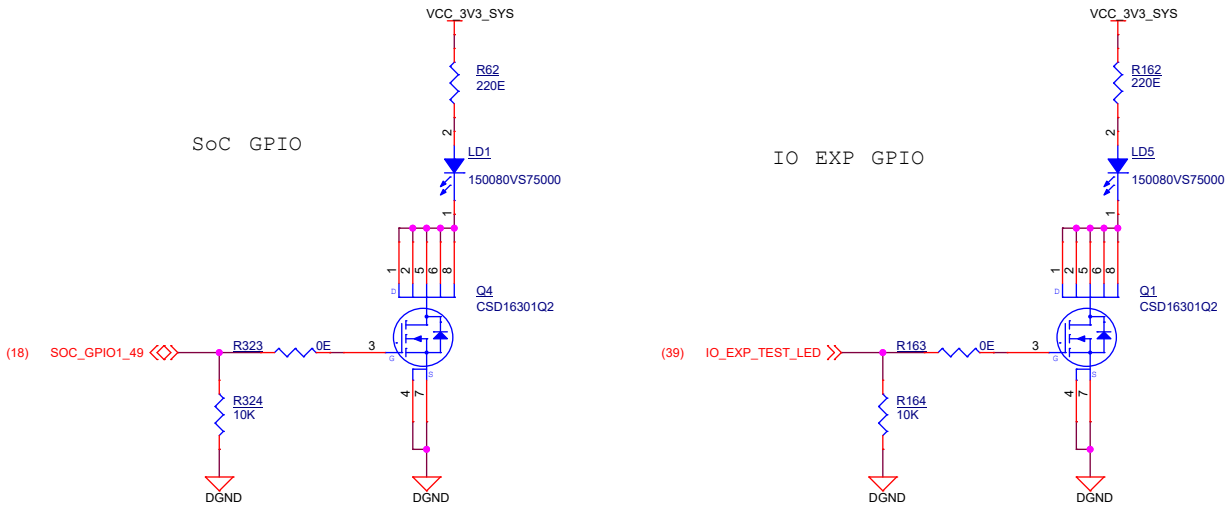 VCC_3V3_SYS
R62
220E
SoC GPIO
2
LD1
150080VS75000
1
1
2
5
6
8
D
Q4
CSD16301Q2
(18)
SOC_GPIO1_49
R323
0E
3
G
S
R324
10K
4
7
DGND
DGND
VCC_3V3_SYS
R162
220E
IO EXP GPIO
2
LD5
150080VS75000
1
1
2
5
6
8
D
Q1
CSD16301Q2
(39)
IO_EXP_TEST_LED
R163
0E
3
G
S
R164
10K
4
7
DGND
DGND